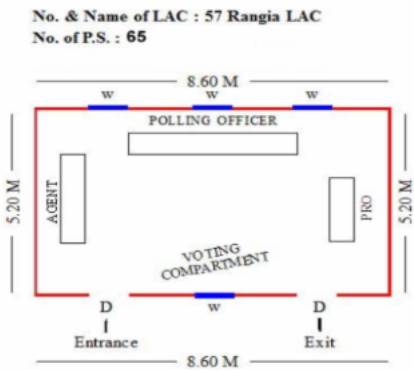 No. & Name of LAC : 57 Rangia LAC
No. of P.S. : 65
8.60 M
W W W
POLLING OFFICER
5.20 M
AGENT
PRO
5.20 M
VOTING
COMPARTMENT
D W D
Entrance Exit
8.60 M